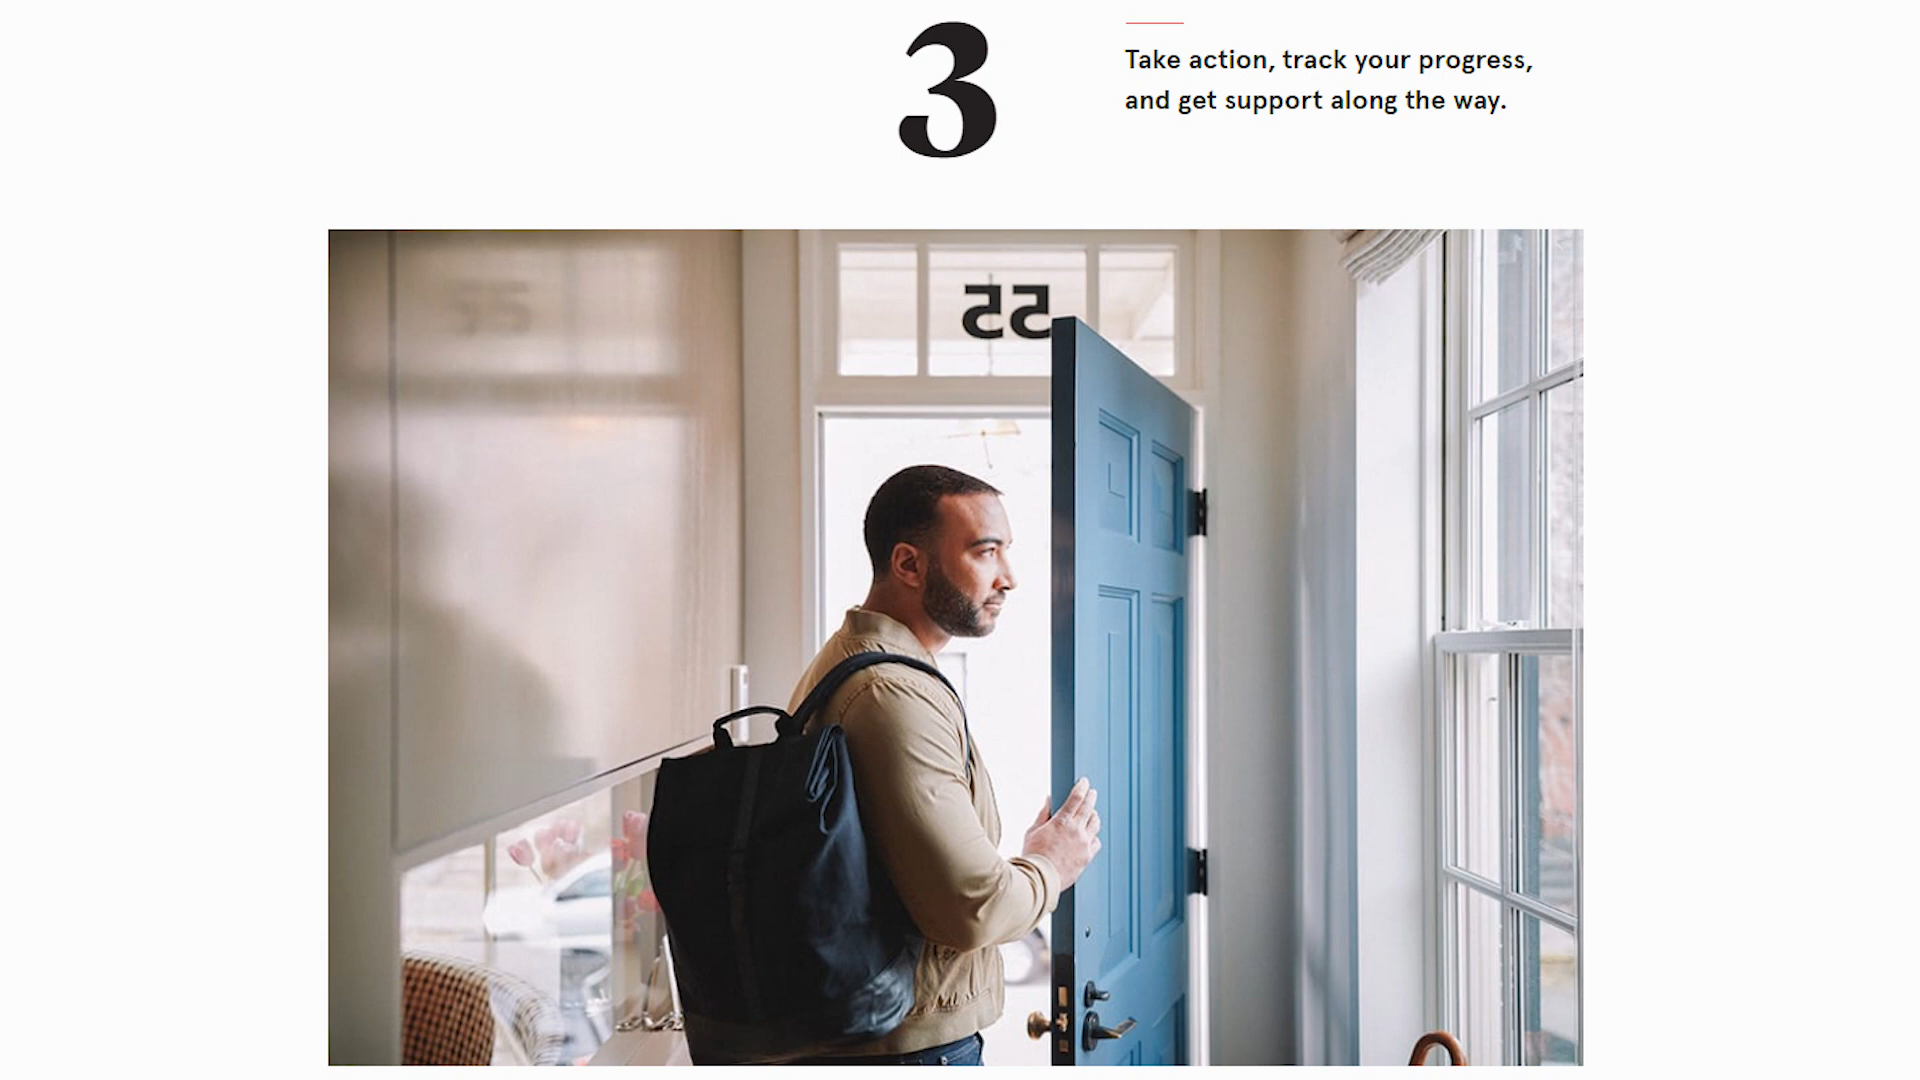 3
Take action, track your progress,
and get support along the way.
55